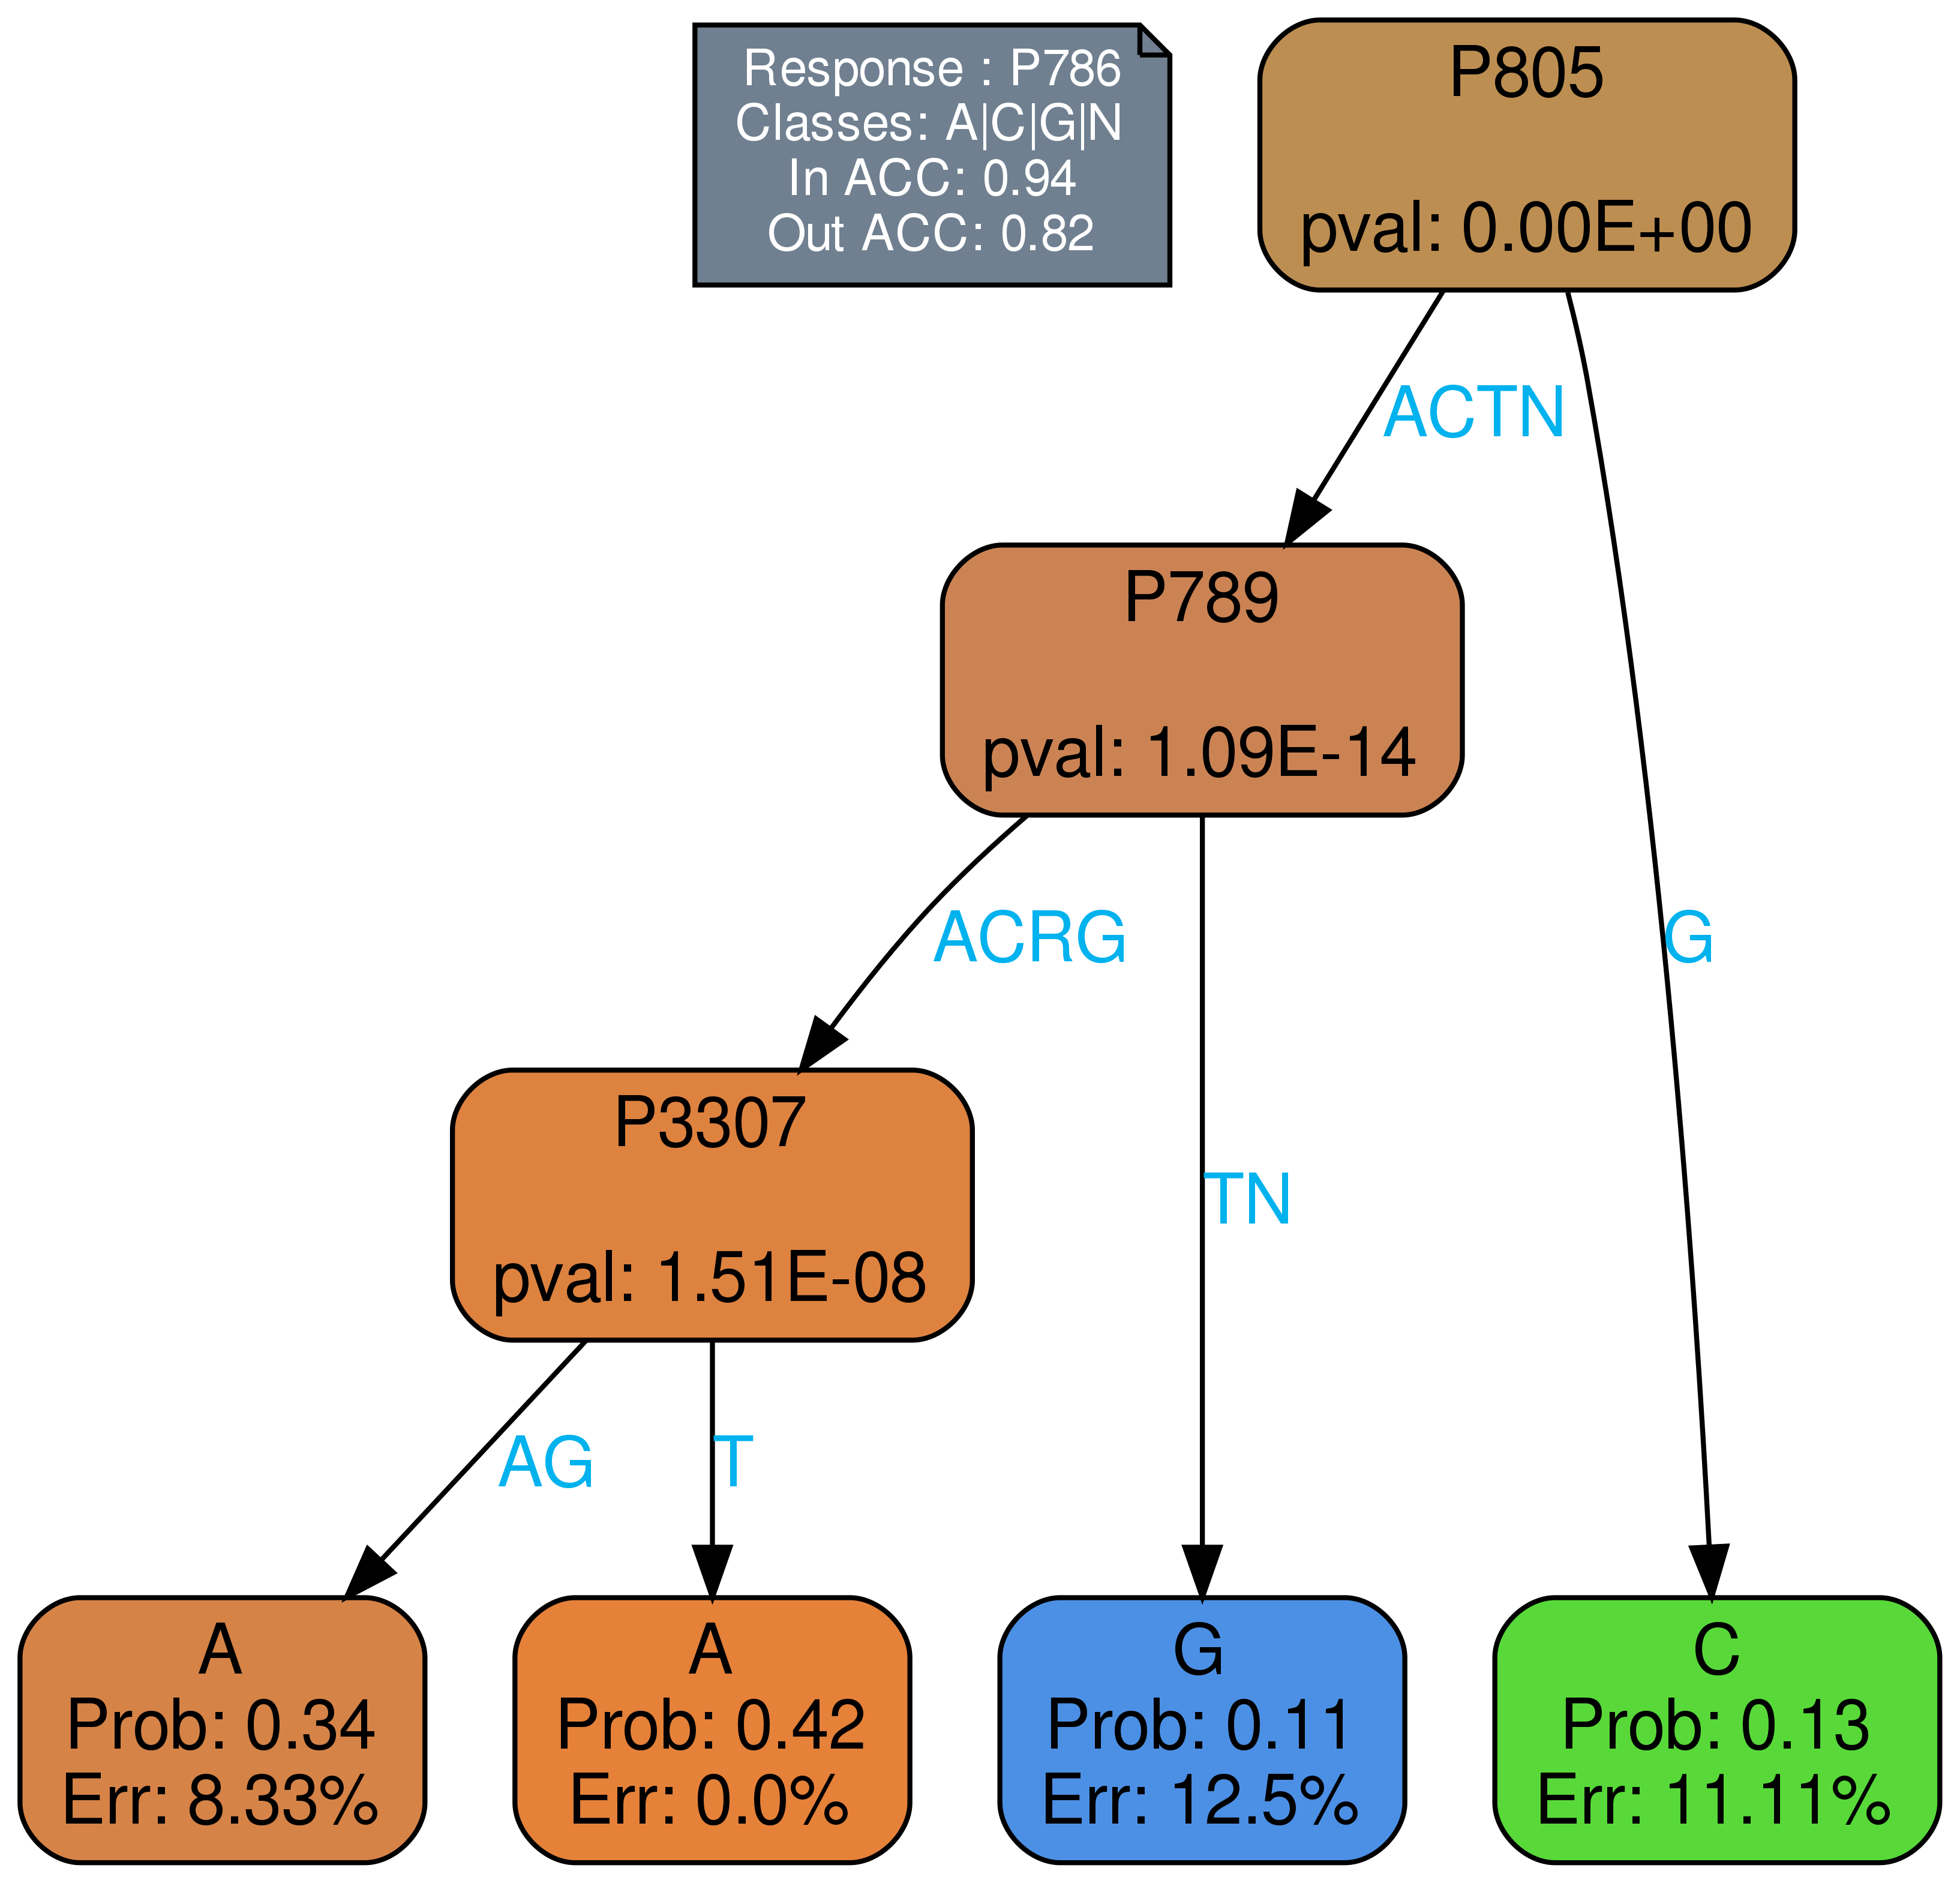 Response : P786
Classes: A|C|G|N
In ACC: 0.94
Out ACC: 0.82
P805
pval: 0.00E+00
ACTN
P789
pval: 1.09E-14
ACRG
G
P3307
pval: 1.51E-08
TN
AG
T
A
Prob: 0.34
Err: 8.33%
A
Prob: 0.42
Err: 0.0%
G
Prob: 0.11
Err: 12.5%
C
Prob: 0.13
Err: 11.11%